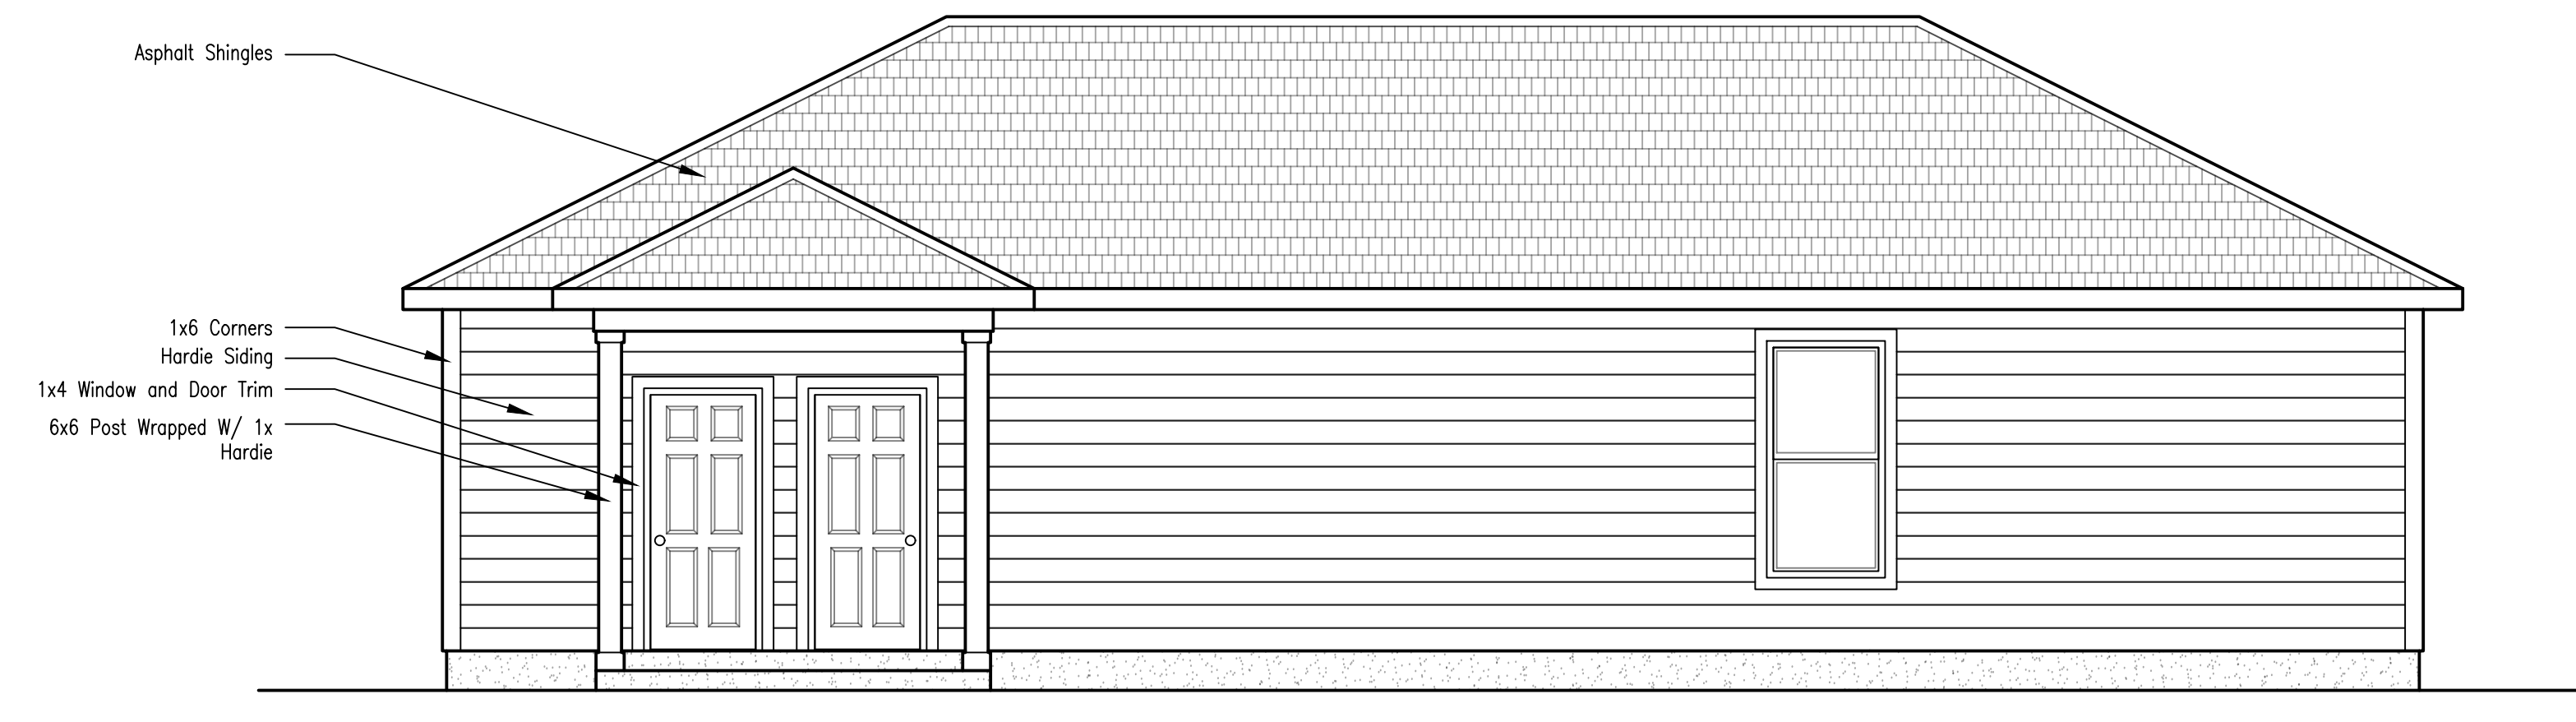 Asphalt Shingles
1x6 Corners
Hardie Siding
1x4 Window and Door Trim
6x6 Post Wrapped W/ 1x
Hardie